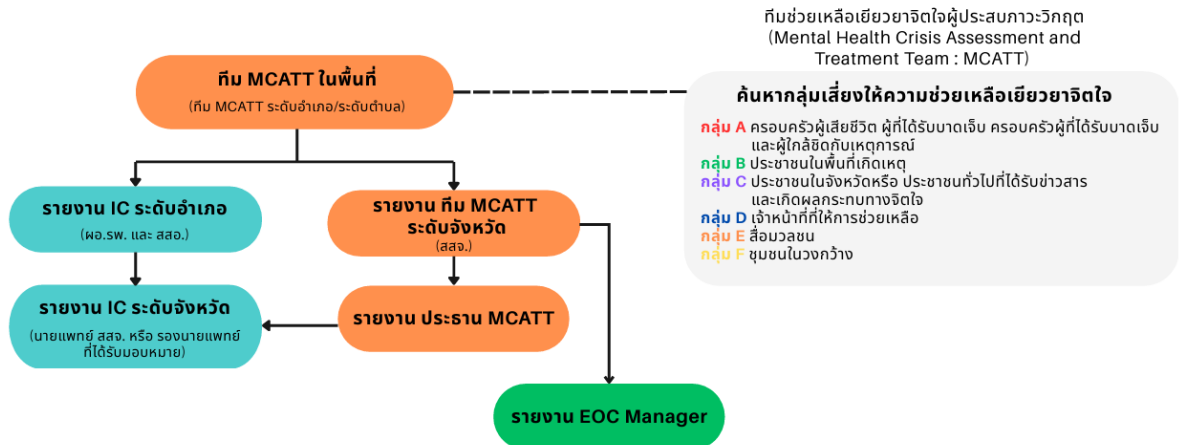 ทีมช่วยเหลือเยียวยาจิตใจผู้ประสบภาวะวิกฤต
(Mental Health Crisis Assessment and
Treatment Team : MCATT)
ทีม MCATT ในพื้นที่
(ทีม MCATT ระดับอำเภอ/ระดับตำบล)
ค้นหากลุ่มเสี่ยงให้ความช่วยเหลือเยียวยาจิตใจ
กลุ่ม A ครอบครัวผู้เสียชีวิต ผู้ที่ได้รับบาดเจ็บ ครอบครัวผู้ที่ได้รับบาดเจ็บ
และผู้ใกล้ชิดกับเหตุการณ์
กลุ่ม B ประชาชนในพื้นที่เกิดเหตุ
กลุ่ม C ประชาชนในจังหวัดหรือ ประชาชนทั่วไปที่ได้รับข่าวสาร
และเกิดผลกระทบทางจิตใจ
กลุ่ม D เจ้าหน้าที่ที่ให้การช่วยเหลือ
กลุ่ม E สื่อมวลชน
กลุ่ม F ชุมชนในวงกว้าง
รายงาน IC ระดับอำเภอ
(ผอ.รพ. และ สสอ.)
รายงาน ทีม MCATT
ระดับจังหวัด
(สสจ.)
รายงาน IC ระดับจังหวัด
(นายแพทย์ สสจ. หรือ รองนายแพทย์
ที่ได้รับมอบหมาย)
รายงาน ประธาน MCATT
รายงาน EOC Manager